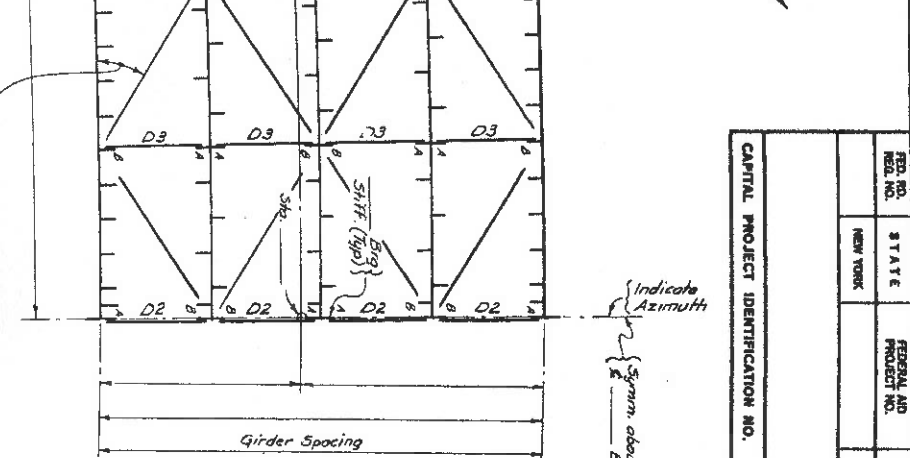 D3
D3
D3
D3
B
A
A
B
B
A
A
B
Sta.
Brg
Stiff. (Typ)
A
B
B
A
A
B
B
A
D2
D2
D2
D2
Indicate
Azimuth
Symm. abou
Girder Spacing
CAPITAL PROJECT IDENTIFICATION NO.
FED. RD.
REG. NO.
STATE
FEDERAL AID
PROJECT NO.
NEW YORK